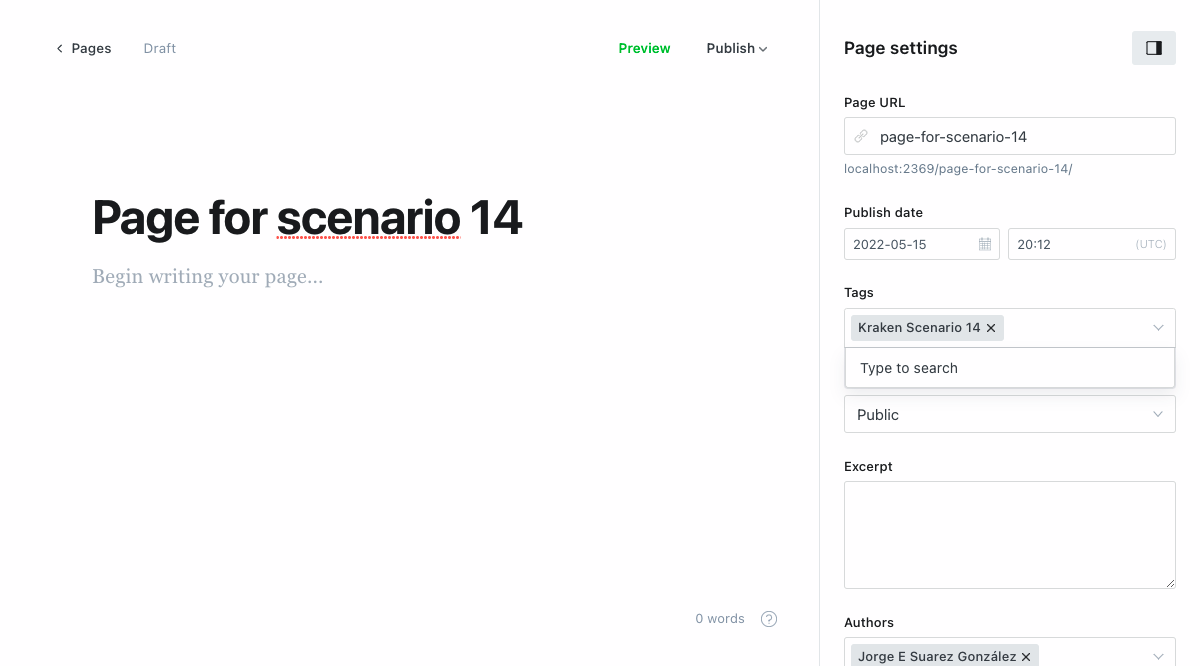 Pages
Draft
Preview
Publish
Page for scenario 14
Begin writing your page...
0 words
?
Page settings
Page URL
page-for-scenario-14
localhost:2369/page-for-scenario-14/
Publish date
2022-05-15
20:12
(UTC)
Tags
Kraken Scenario 14
Type to search
Public
Excerpt
Authors
Jorge E Suarez González